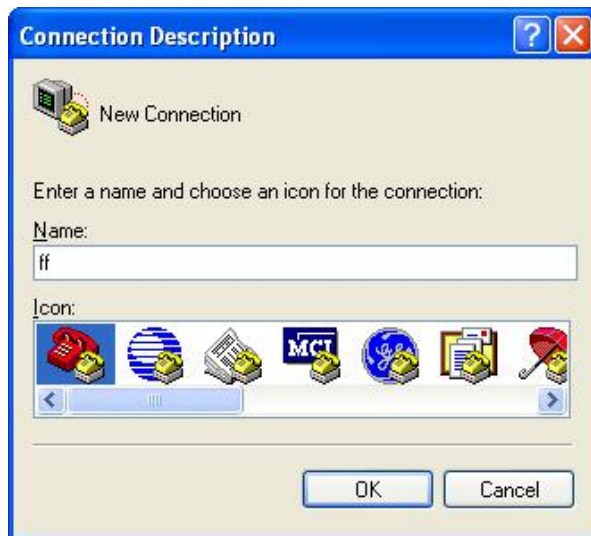 Connection Description
New Connection
Enter a name and choose an icon for the connection:
Name:
ff
Icon:
MCI
OK Cancel